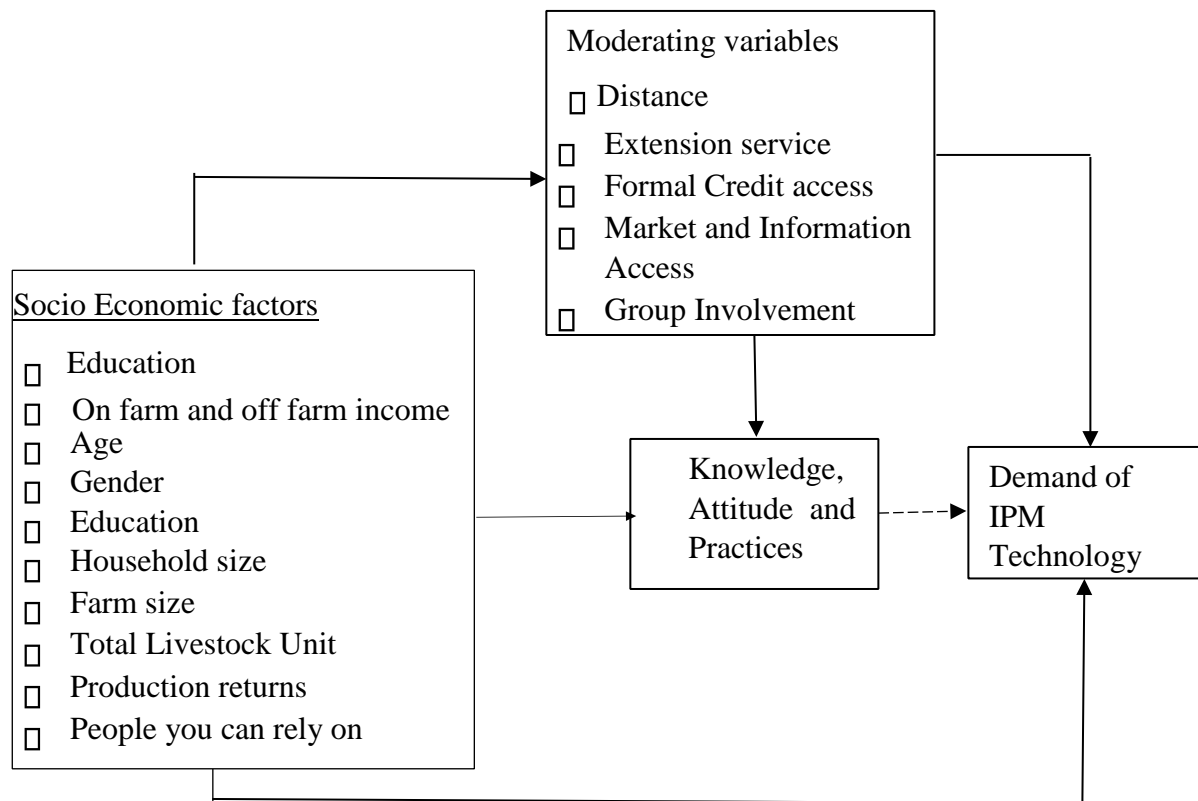 Moderating variables
Distance
Extension service
Formal Credit access
Market and Information
Access
Group Involvement
Socio Economic factors
Education
On farm and off farm income
Age
Gender
Education
Household size
Farm size
Total Livestock Unit
Production returns
People you can rely on
Knowledge,
Attitude and
Practices
Demand of
IPM
Technology